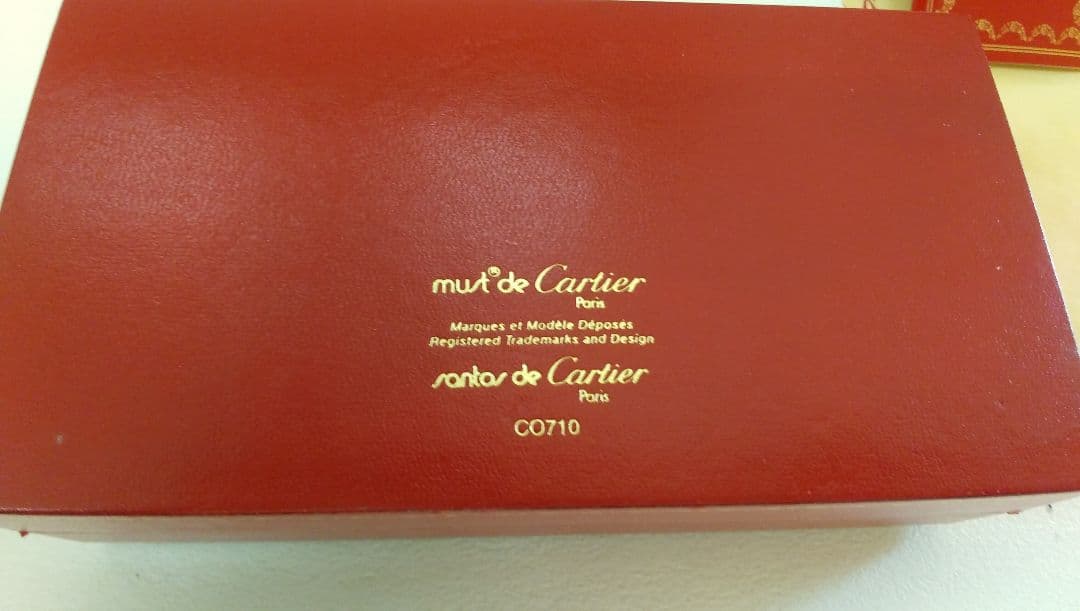 must® de Cartier
Paris
Marques et Modèle Déposés
Registered Trademarks and Design
santos de Cartier
Paris
CO710